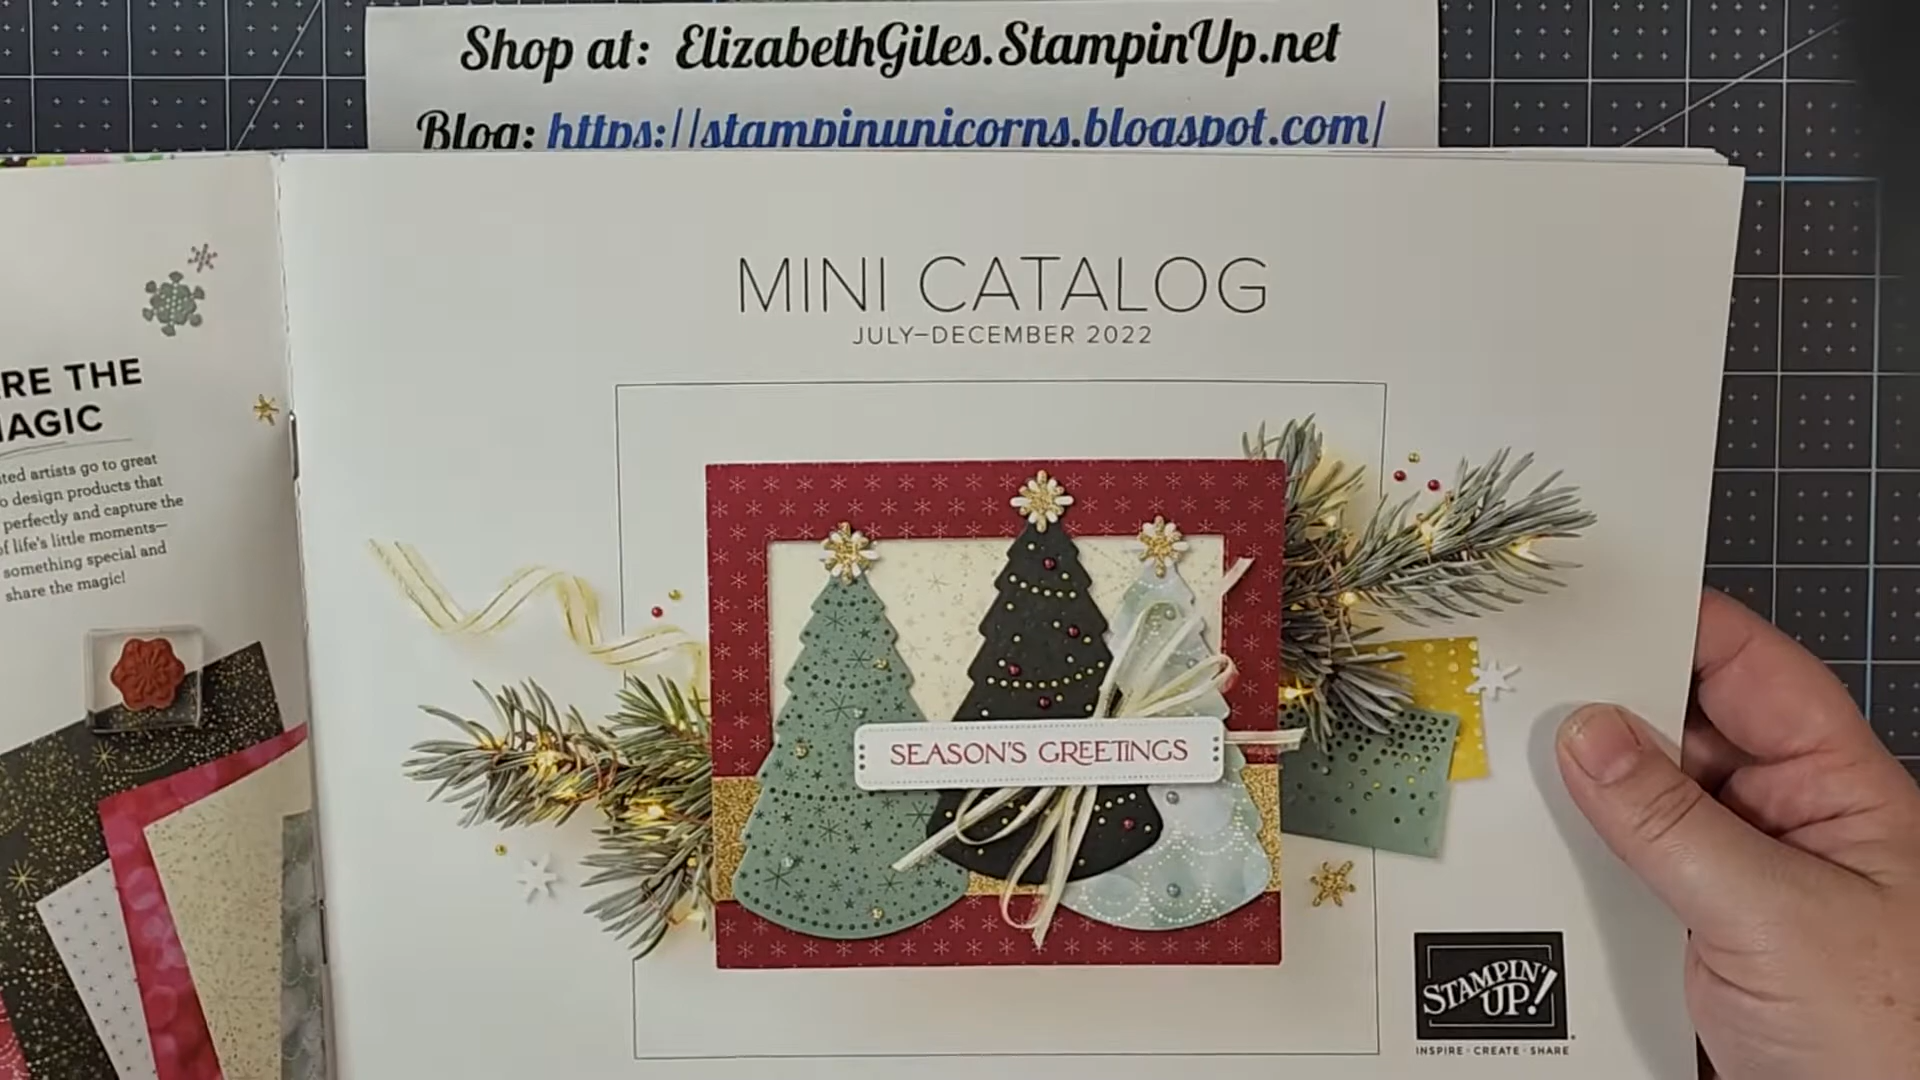 Shop at: ElizabethGiles.StampinUp.net
Blog: https://stampinunicorns.blogspot.com/
RE THE
AGIC
ted artists go to great
o design products that
perfectly and capture the
of life's little moments—
something special and
share the magic!
MINI CATALOG
JULY–DECEMBER 2022
SEASON'S GREETINGS
STAMPIN'
UP!
INSPIRE · CREATE · SHARE